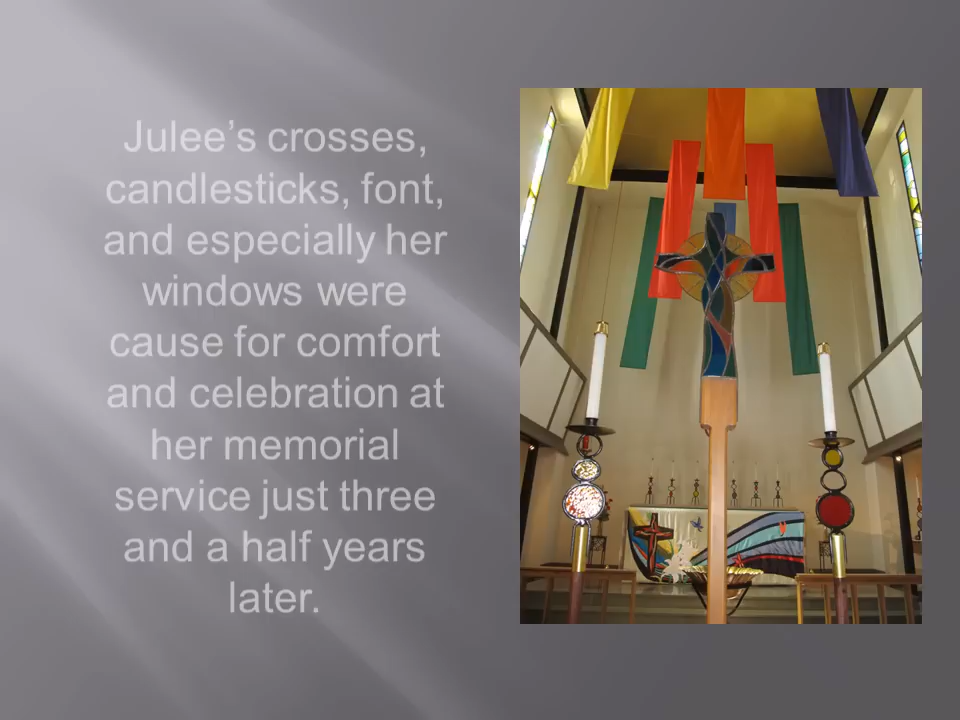 Julee’s crosses,
candlesticks, font,
and especially her
windows were
cause for comfort
and celebration at
her memorial
service just three
and a half years
later.